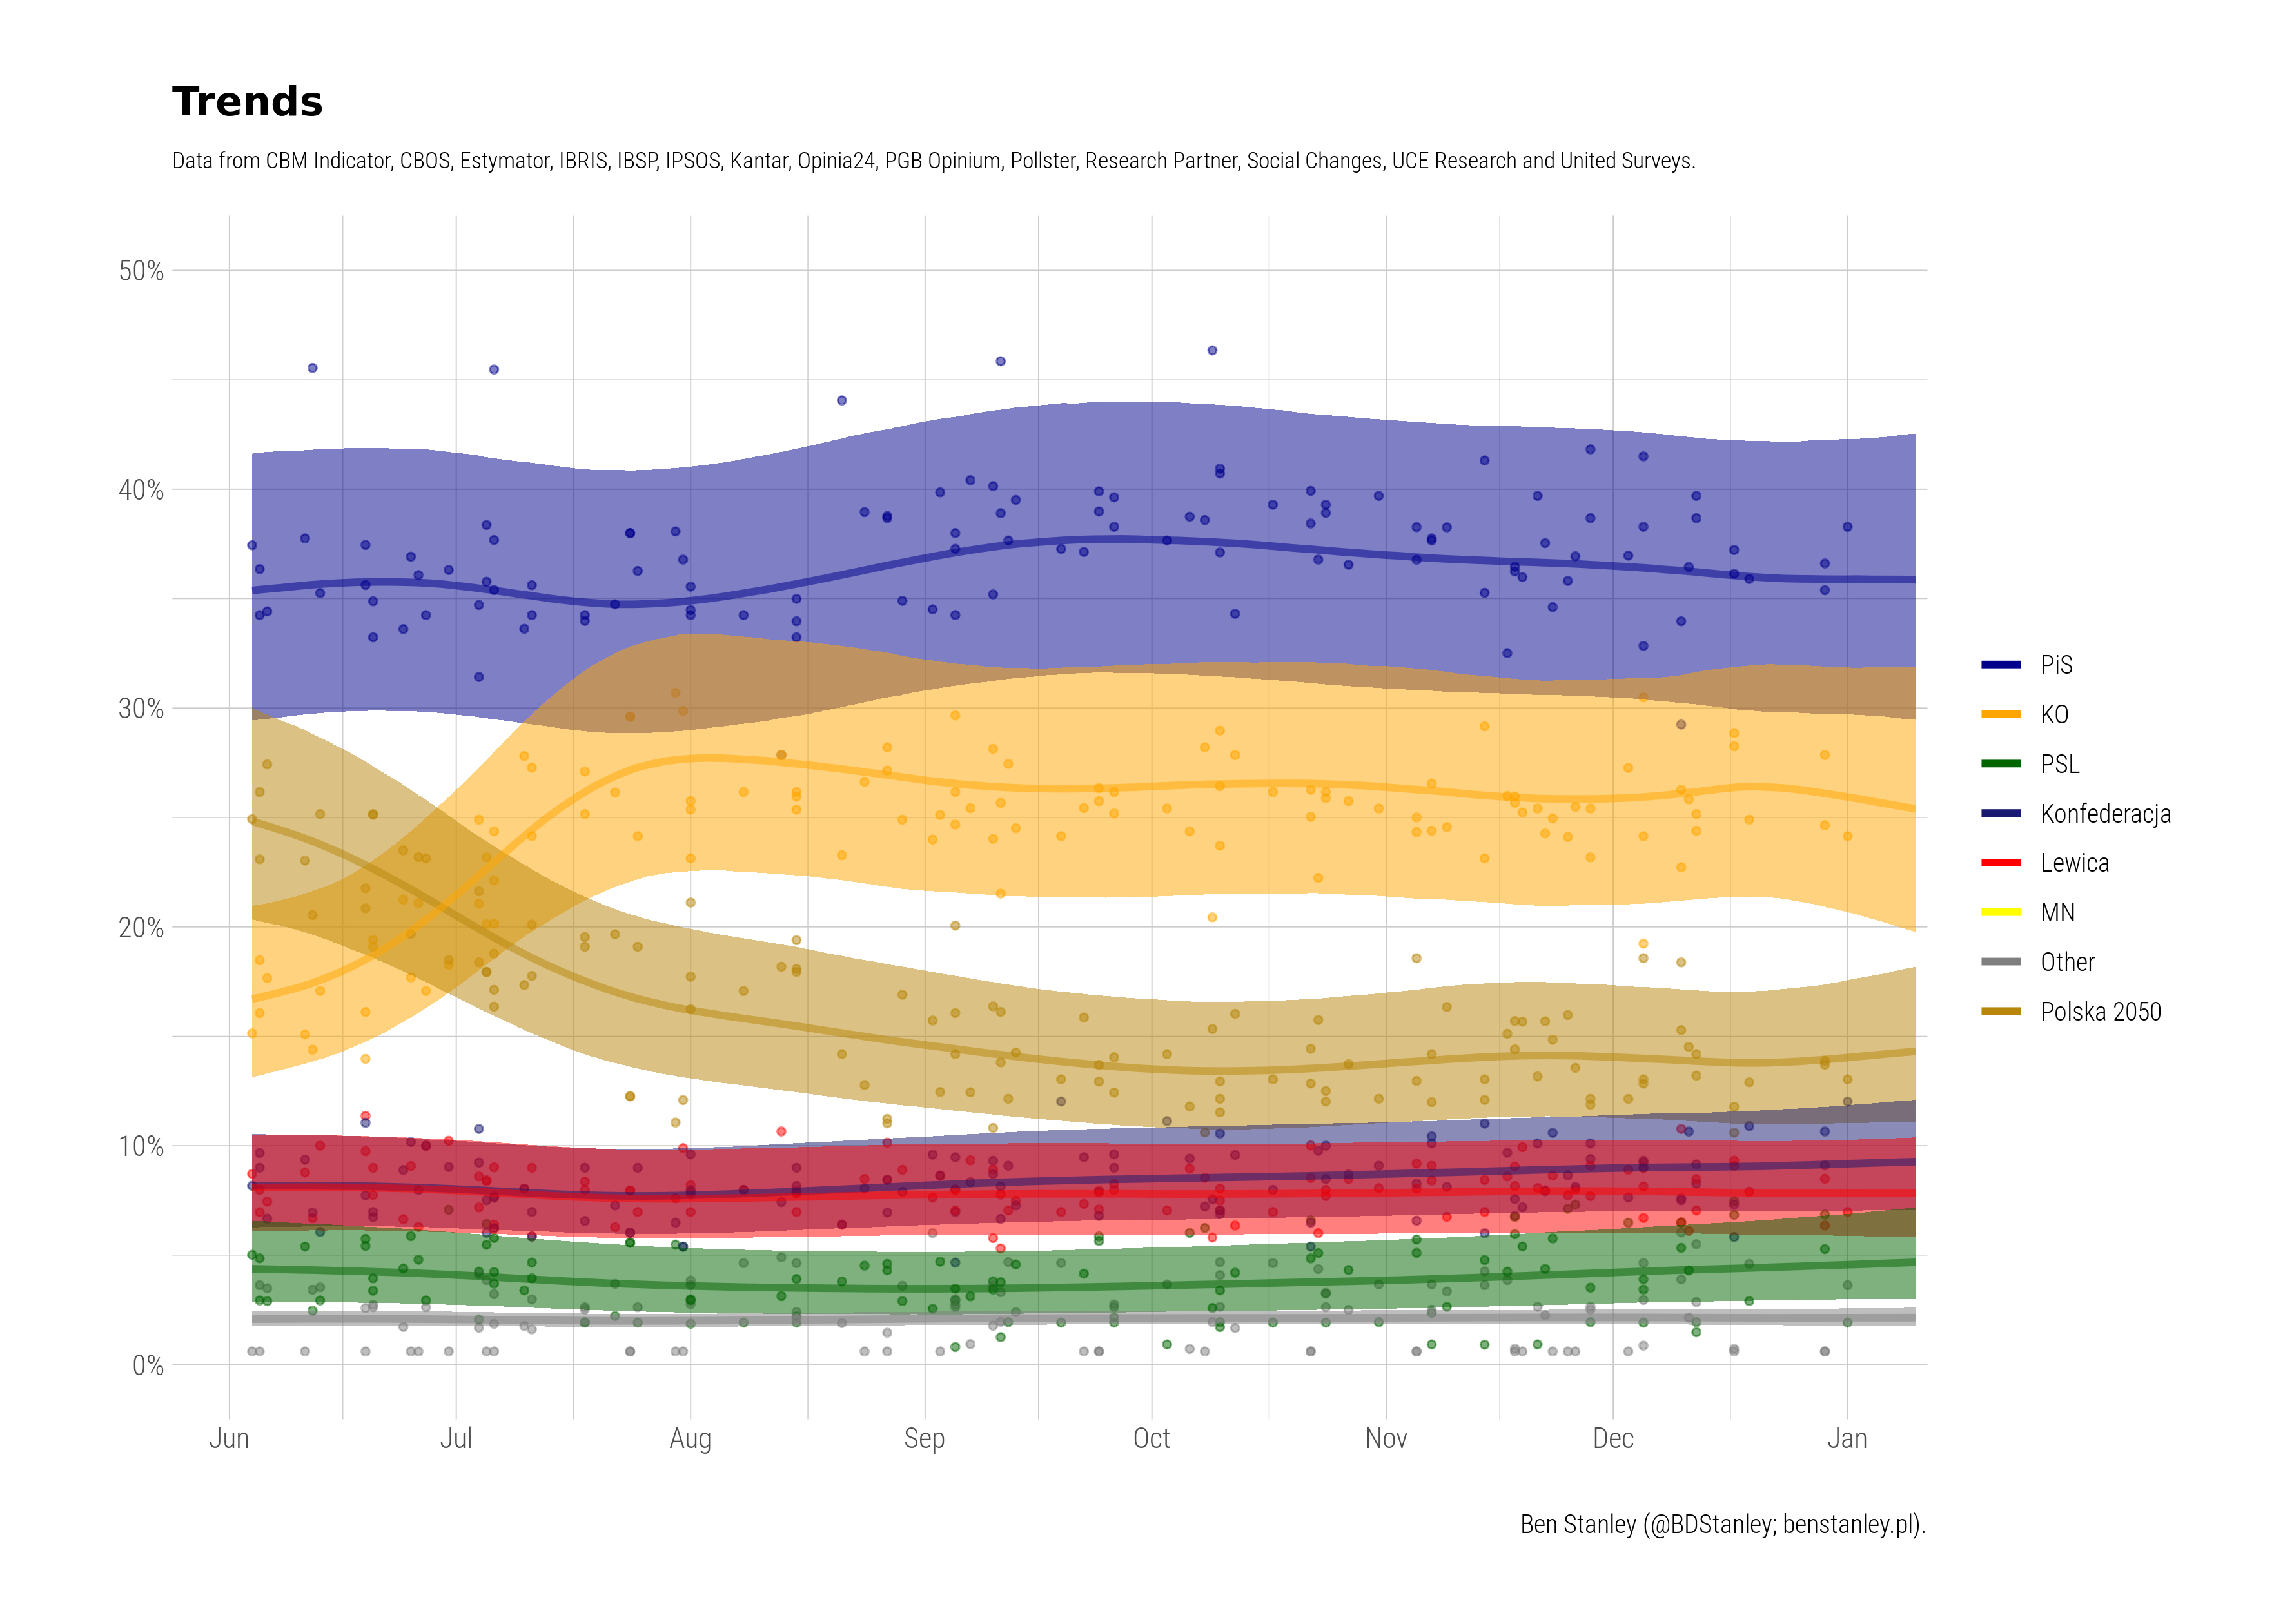 Trends
Data from CBM Indicator, CBOS, Estymator, IBRIS, IBSP, IPSOS, Kantar, Opinia24, PGB Opinium, Pollster, Research Partner, Social Changes, UCE Research and United Surveys.
50%
40%
30%
20%
10%
0%
Jun Jul Aug Sep Oct Nov Dec Jan
PiS
KO
PSL
Konfederacja
Lewica
MN
Other
Polska 2050
Ben Stanley (@BDStanley; benstanley.pl).